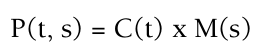 P(t, s) = C(t) x M(s)